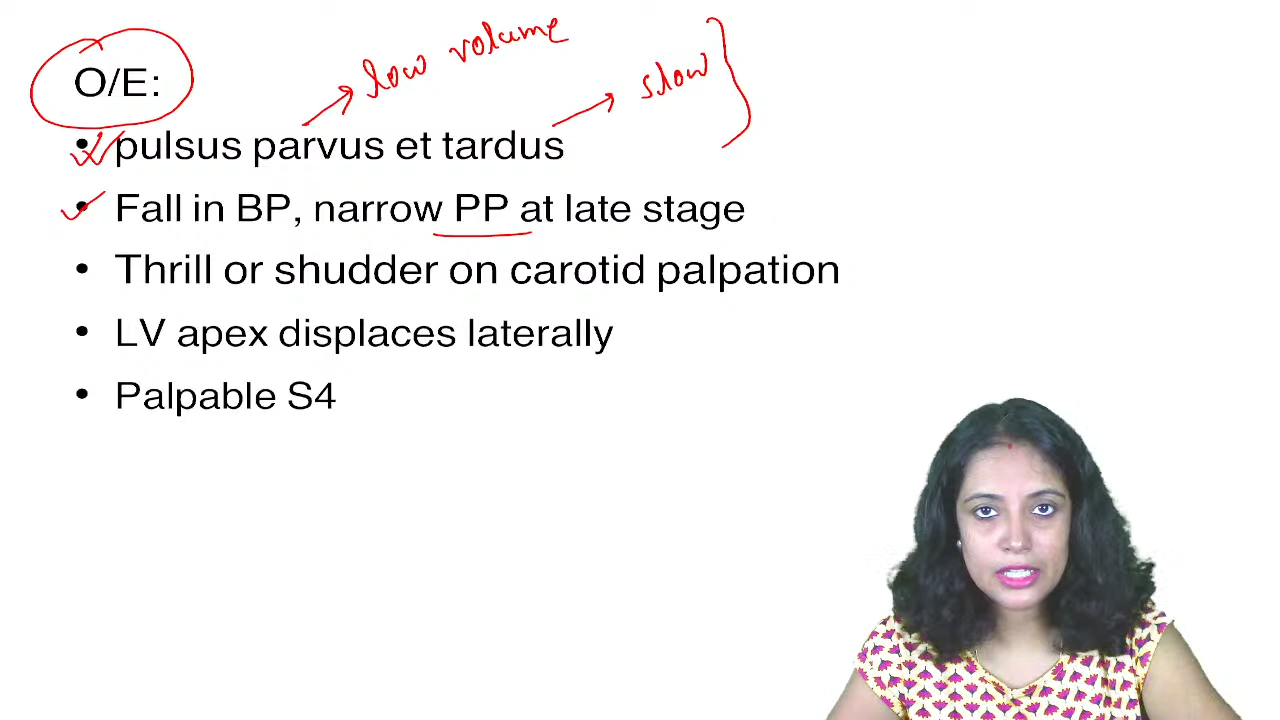 low volume
slow
O/E:
• pulsus parvus et tardus
• Fall in BP, narrow PP at late stage
• Thrill or shudder on carotid palpation
• LV apex displaces laterally
• Palpable S4